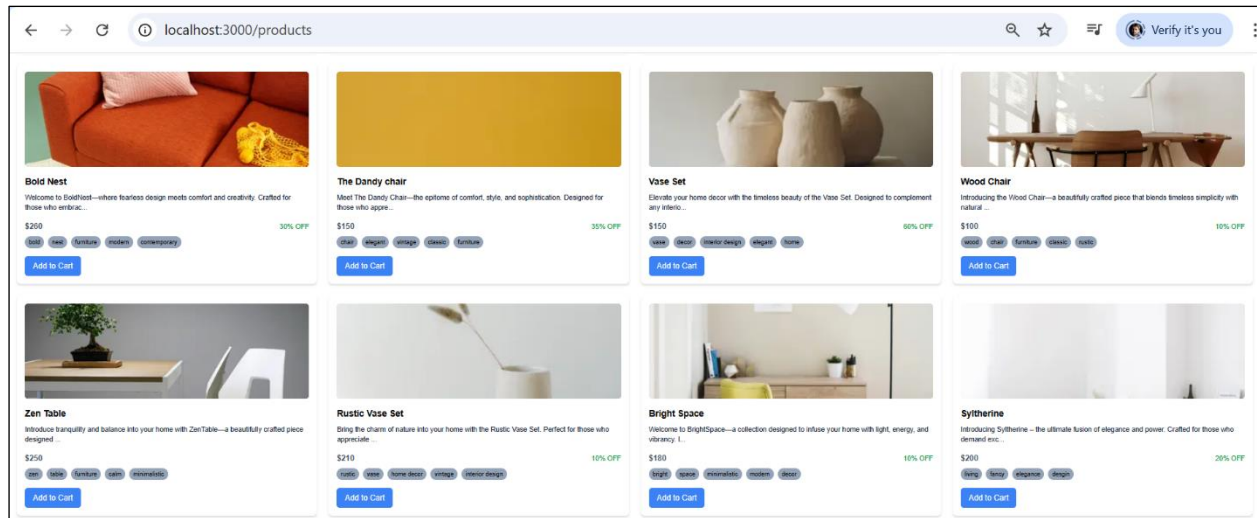 localhost:3000/products
Verify it's you
Bold Nest
Welcome to BoldNest—where fearless design meets comfort and creativity. Crafted for
those who embrac...
$260
30% OFF
bold nest furniture modern contemporary
Add to Cart
The Dandy chair
Meet The Dandy Chair—the epitome of comfort, style, and sophistication. Designed for
those who appre...
$150
35% OFF
chair elegant vintage classic furniture
Add to Cart
Vase Set
Elevate your home decor with the timeless beauty of the Vase Set. Designed to complement
any interio...
$150
60% OFF
vase decor interior design elegant home
Add to Cart
Wood Chair
Introducing the Wood Chair—a beautifully crafted piece that blends timeless simplicity with
natural ...
$100
10% OFF
wood chair furniture classic rustic
Add to Cart
Zen Table
Introduce tranquility and balance into your home with ZenTable—a beautifully crafted piece
designed ...
$250
zen table furniture calm minimalistic
Add to Cart
Rustic Vase Set
Bring the charm of nature into your home with the Rustic Vase Set. Perfect for those who
appreciate ...
$210
10% OFF
rustic vase home decor vintage interior design
Add to Cart
Bright Space
Welcome to BrightSpace—a collection designed to infuse your home with light, energy, and
vibrancy. I...
$180
10% OFF
bright space minimalistic modern decor
Add to Cart
Syltherine
Introducing Syltherine – the ultimate fusion of elegance and power. Crafted for those who
demand exc...
$200
20% OFF
living fancy elegance desgin
Add to Cart